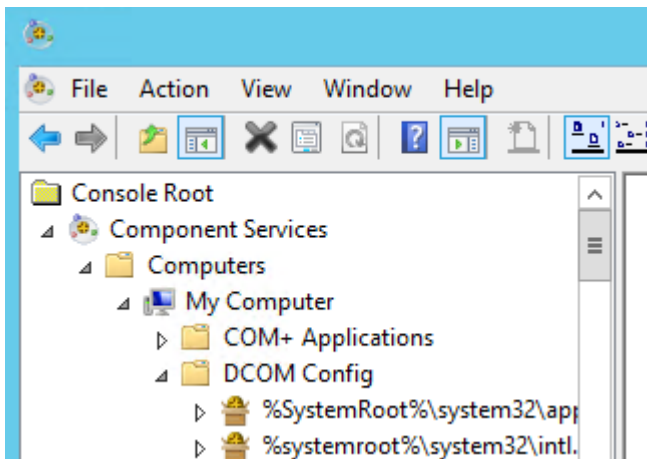 File Action View Window Help
Console Root
Component Services
Computers
My Computer
COM+ Applications
DCOM Config
%SystemRoot%\system32\app
%systemroot%\system32\intl.